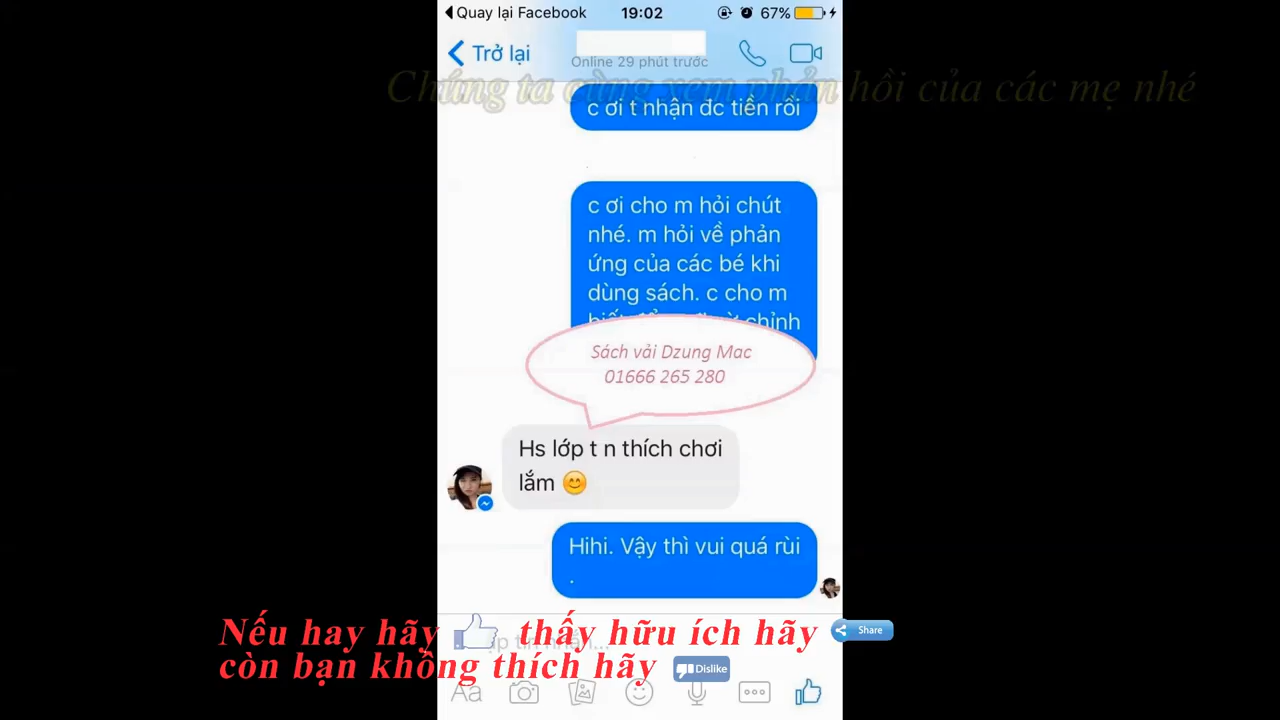 Quay lại Facebook 19:02 67%
Trở lại
Online 29 phút trước
Chúng ta cùng xem phản hồi của các mẹ nhé
c ơi t nhận đc tiền rồi
c ơi cho m hỏi chút
nhé. m hỏi về phản
ứng của các bé khi
dùng sách. c cho m
biết để chỉnh
Sách vải Dzung Mac
01666 265 280
Hs lớp t n thích chơi
lắm 😊
Hihi. Vậy thì vui quá rùi
.
Nếu hay hãy thấy hữu ích hãy Share
còn bạn không thích hãy Dislike
Aa